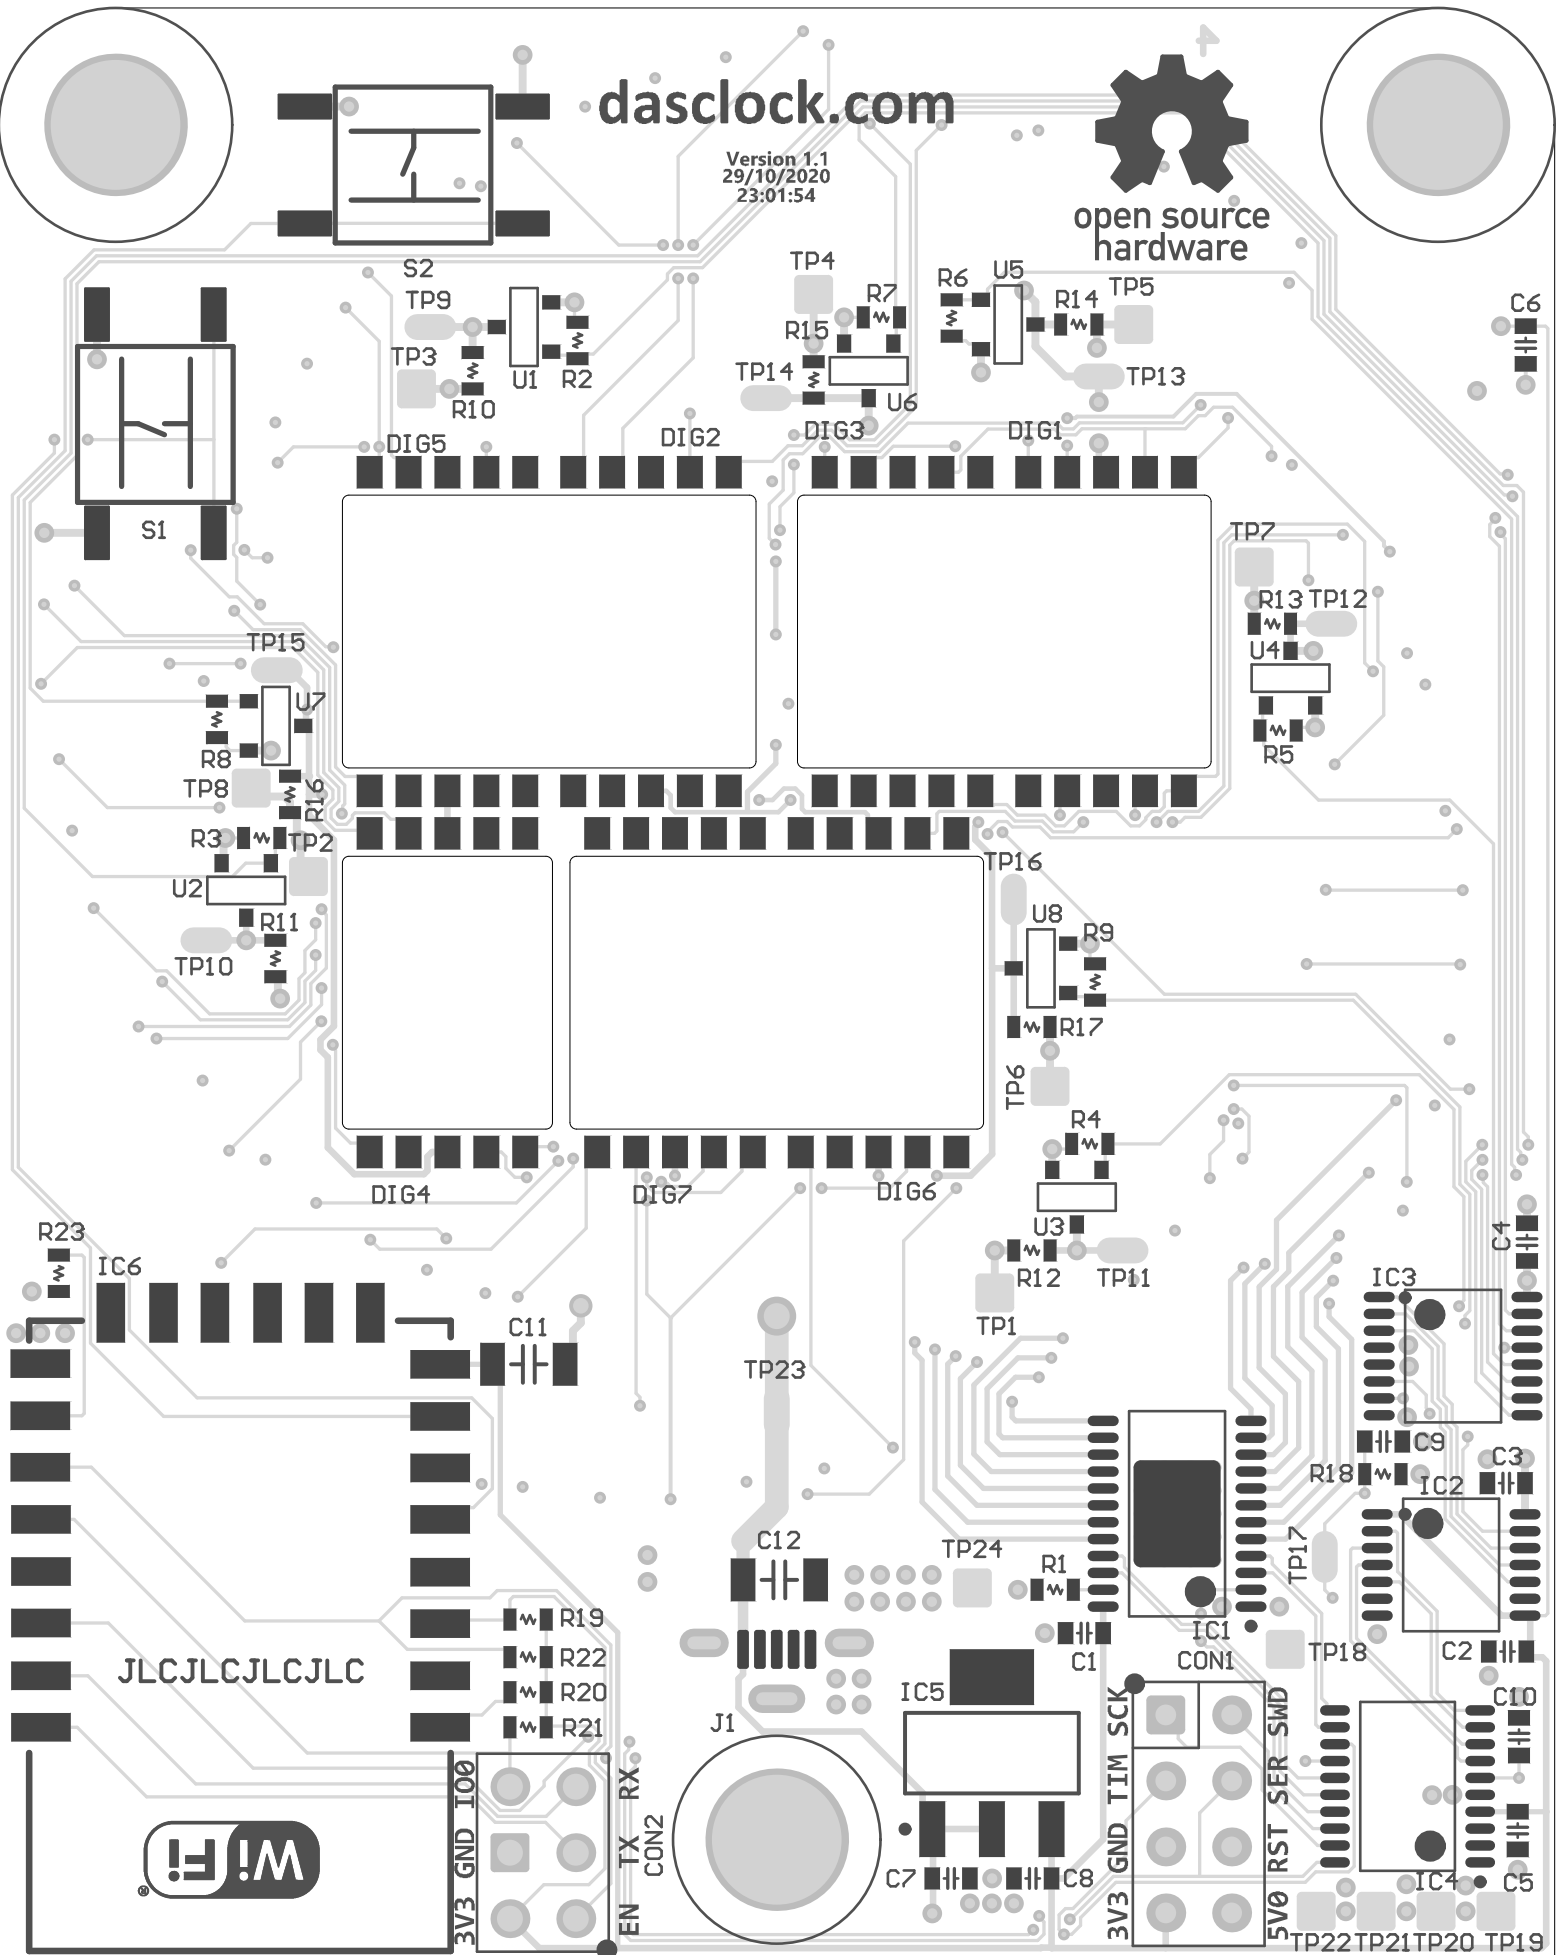 4
dasclock.com
Version 1.1
29/10/2020
23:01:54
open source
hardware
S2
TP4
U5
R6
TP9
R7
R14
TP5
C6
R15
TP3
TP14
TP13
U1
R2
R10
U6
DIG5
DIG2
DIG3
DIG1
S1
TP7
R13
TP12
TP15
U4
U7
R8
R5
TP8
R16
R3
TP2
TP16
U2
U8
R11
R9
TP10
R17
TP6
R4
DIG4
DIG7
DIG6
U3
R23
C4
IC6
R12
TP11
IC3
C11
TP1
TP23
C9
C3
R18
IC2
C12
TP24
R1
TP17
R19
IC1
R22
C1
CON1
TP18
C2
JLCJLCJLCJLC
R20
IC5
C10
R21
J1
SCK
SWD
IO0
RX
TIM
SER
GND
TX
CON2
GND
RST
WiFi
®
C7
C8
IC4
C5
3V3
EN
3V3
5V0
TP22
TP21
TP20
TP19